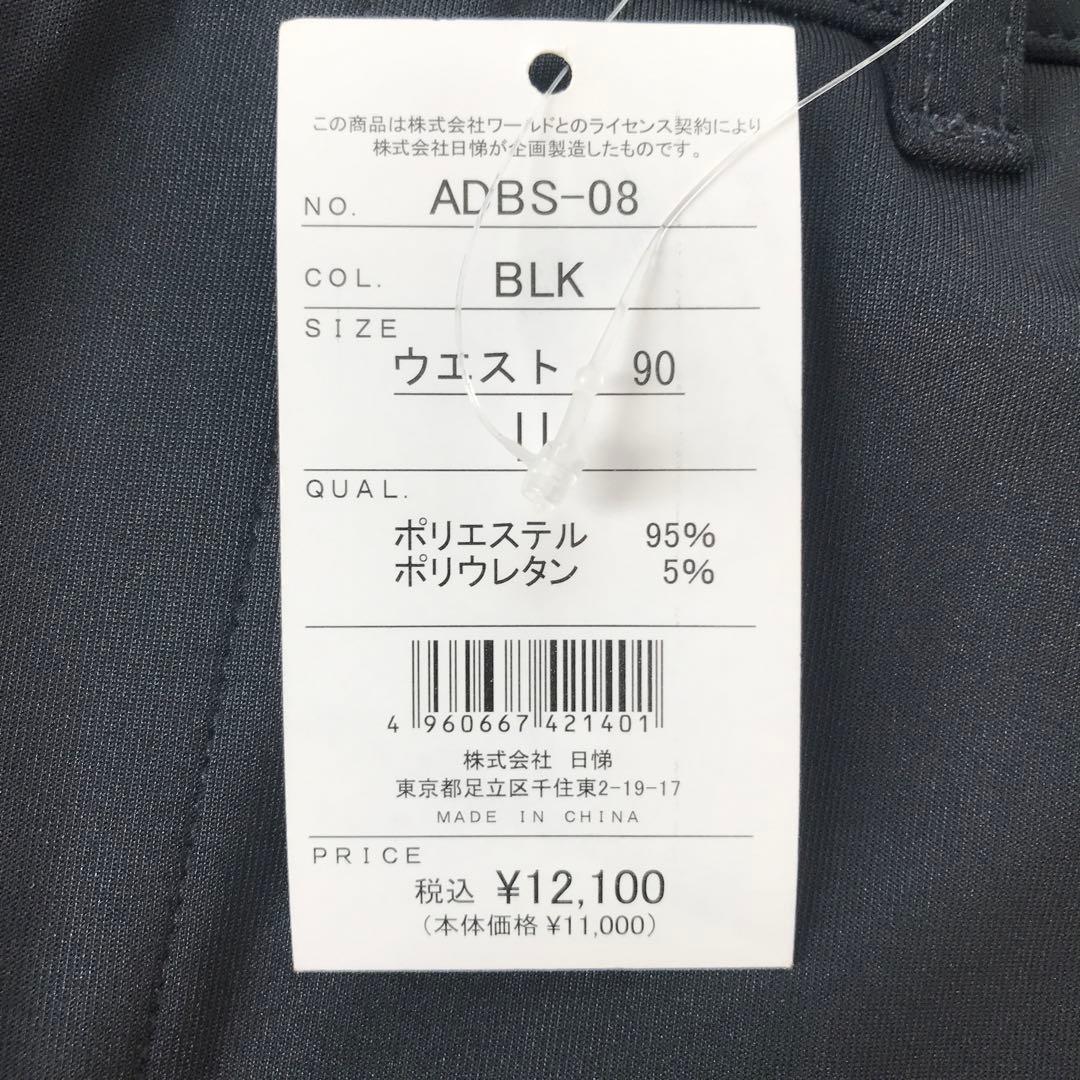 この商品は株式会社ワールドとのライセンス契約により
株式会社日悌が企画製造したものです。
NO. ADBS-08
COL. BLK
SIZE
ウエスト 90
QUAL.
ポリエステル 95%
ポリウレタン 5%
4 960667 421401
株式会社 日悌
東京都足立区千住東2-19-17
MADE IN CHINA
PRICE
税込 ¥12,100
(本体価格 ¥11,000)